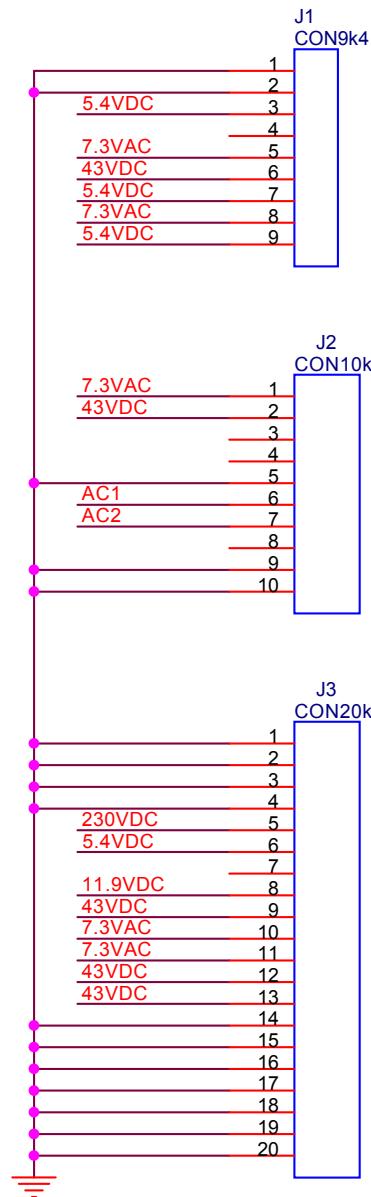 J1
CON9k4
1
2
5.4VDC 3
4
7.3VAC 5
43VDC 6
5.4VDC 7
7.3VAC 8
5.4VDC 9
J2
CON10k
7.3VAC 1
43VDC 2
3
4
5
AC1 6
AC2 7
8
9
10
J3
CON20k
1
2
3
4
230VDC 5
5.4VDC 6
7
11.9VDC 8
43VDC 9
7.3VAC 10
7.3VAC 11
43VDC 12
43VDC 13
14
15
16
17
18
19
20